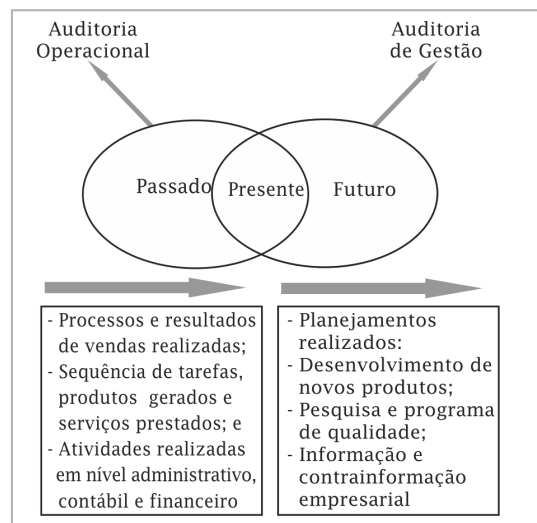 Auditoria
Operacional
Auditoria
de Gestão
Passado
Presente
Futuro
- Processos e resultados
de vendas realizadas;
- Sequência de tarefas,
produtos gerados e
serviços prestados; e
- Atividades realizadas
em nível administrativo,
contábil e financeiro
- Planejamentos
realizados:
- Desenvolvimento de
novos produtos;
- Pesquisa e programa
de qualidade;
- Informação e
contrainformação
empresarial